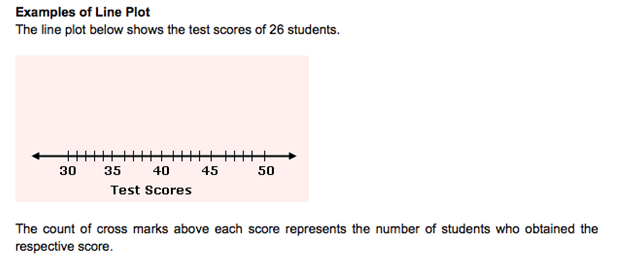 Examples of Line Plot
The line plot below shows the test scores of 26 students.
30 35 40 45 50
Test Scores
The count of cross marks above each score represents the number of students who obtained the
respective score.